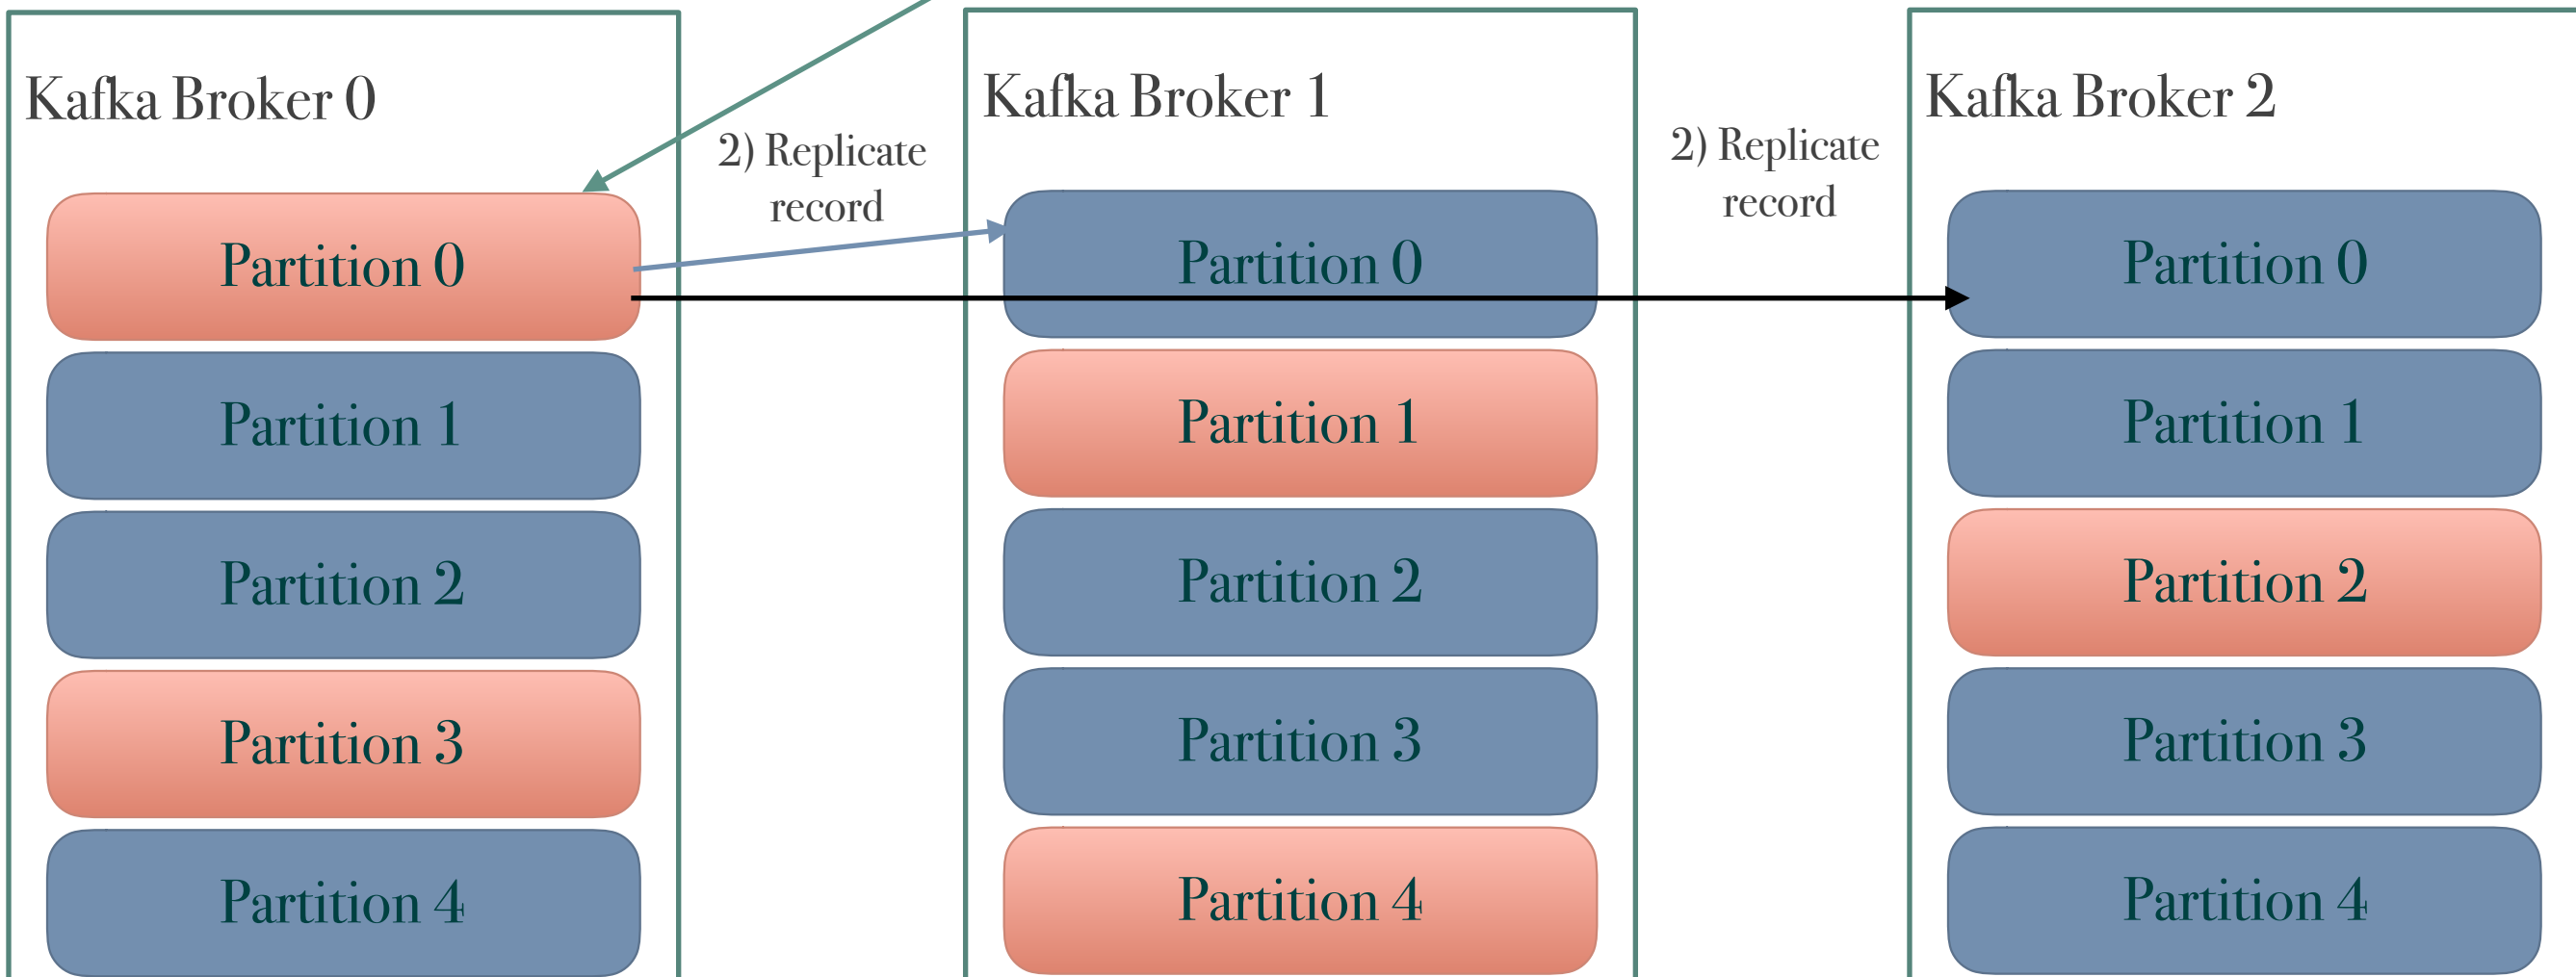 Kafka Broker 0
Partition 0
Partition 1
Partition 2
Partition 3
Partition 4
2) Replicate
record
Kafka Broker 1
Partition 0
Partition 1
Partition 2
Partition 3
Partition 4
2) Replicate
record
Kafka Broker 2
Partition 0
Partition 1
Partition 2
Partition 3
Partition 4